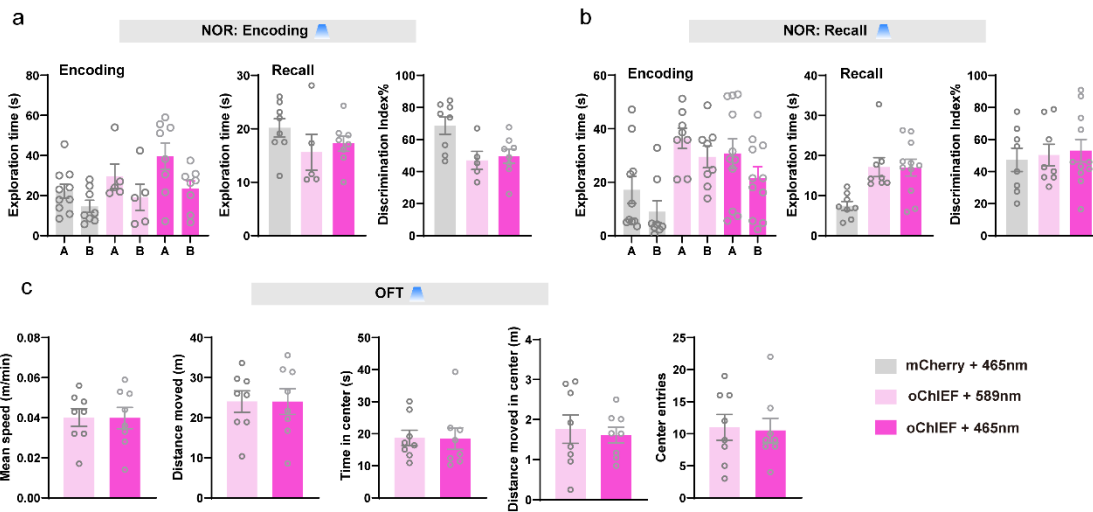 a
NOR: Encoding
Encoding
Exploration time (s)
80
60
40
20
0
A B A B A B
Recall
Exploration time (s)
30
20
10
0
Discrimination Index%
100
80
60
40
20
0
b
NOR: Recall
Encoding
Exploration time (s)
60
40
20
0
A B A B A B
Recall
Exploration time (s)
40
30
20
10
0
Discrimination Index%
100
80
60
40
20
0
c
OFT
Mean speed (m/min)
0.08
0.06
0.04
0.02
0.00
Distance moved (m)
40
30
20
10
0
Time in center (s)
50
40
30
20
10
0
Distance moved in center (m)
4
3
2
1
0
Center entries
25
20
15
10
5
0
mCherry + 465nm
oChIEF + 589nm
oChIEF + 465nm